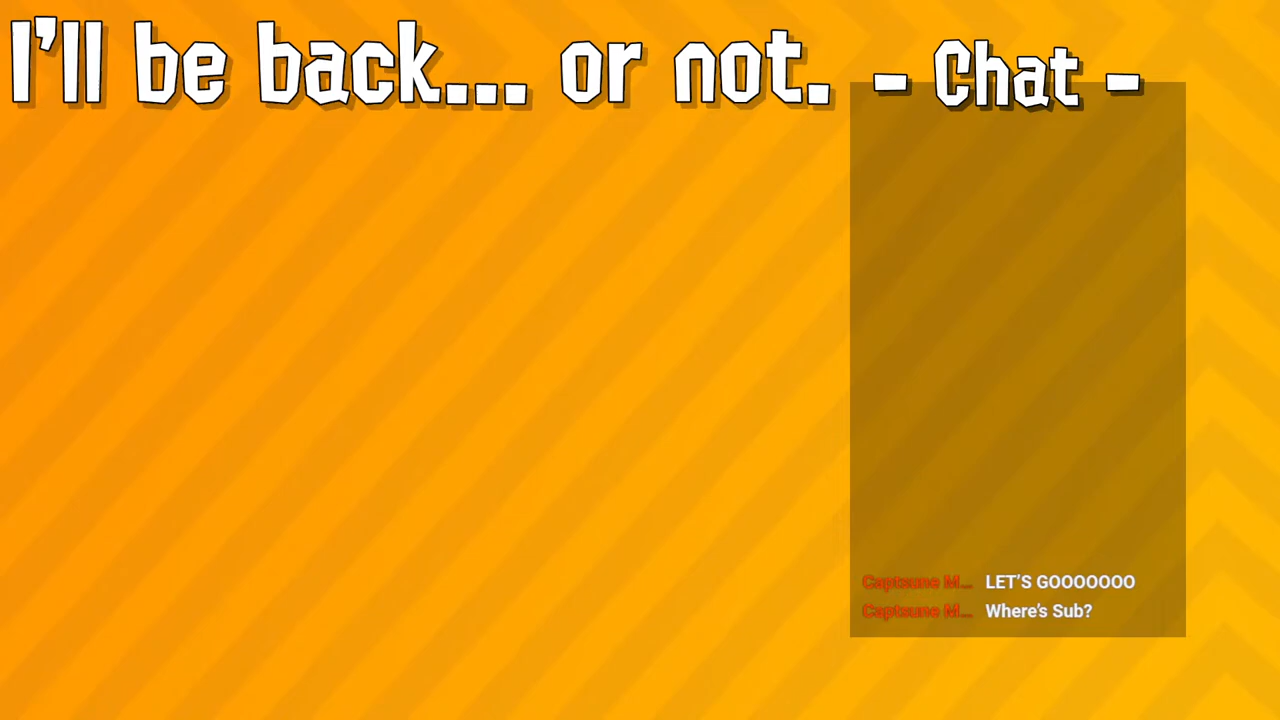 I'll be back... or not.
- Chat -
Captsune M... LET'S GOOOOOOO
Captsune M... Where's Sub?